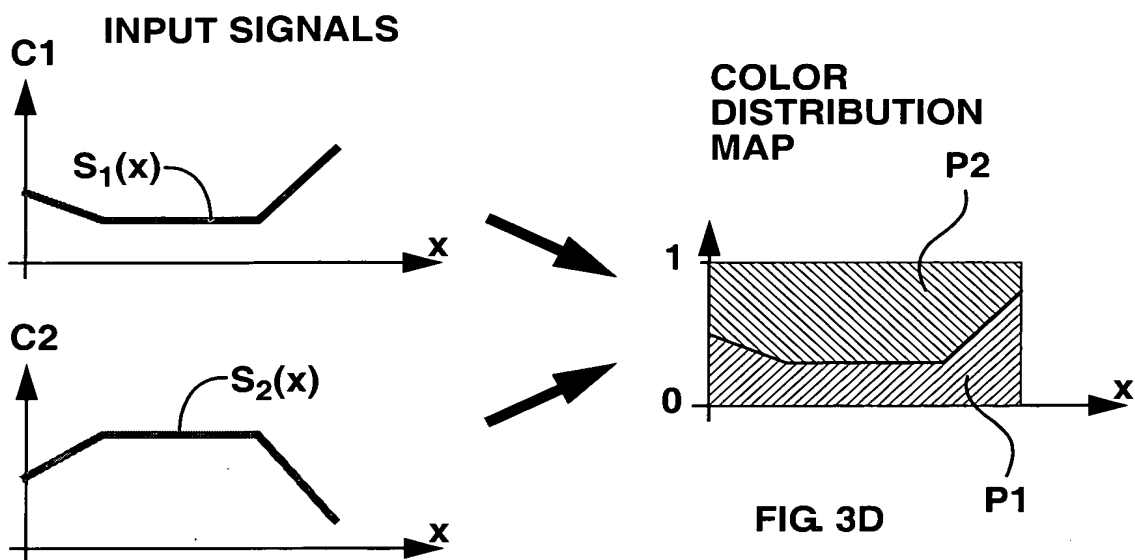 INPUT SIGNALS
C1
S1(x)
x
C2
S2(x)
x
COLOR
DISTRIBUTION
MAP
P2
1
0
x
P1
FIG. 3D